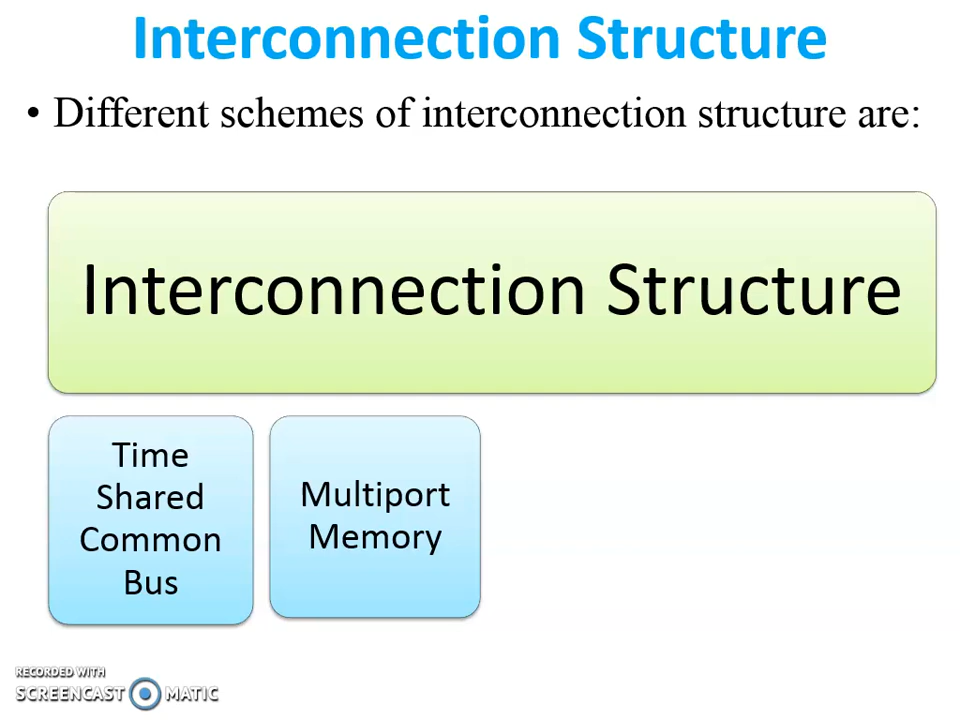 Interconnection Structure
• Different schemes of interconnection structure are:
Interconnection Structure
Time
Shared
Common
Bus
Multiport
Memory
RECORDED WITH
SCREENCAST MATIC